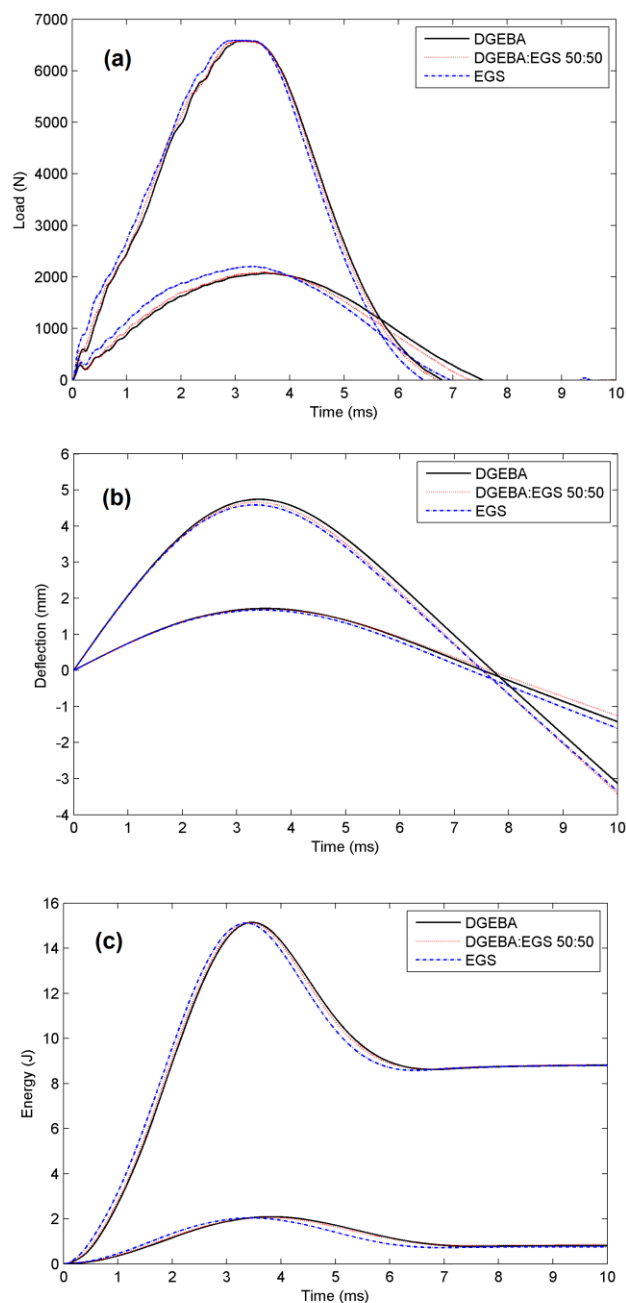 (a)
DGEBA
DGEBA:EGS 50:50
EGS
7000
6000
5000
4000
3000
2000
1000
0
Load (N)
0 1 2 3 4 5 6 7 8 9 10
Time (ms)
(b)
DGEBA
DGEBA:EGS 50:50
EGS
6
5
4
3
2
1
0
-1
-2
-3
-4
Deflection (mm)
0 1 2 3 4 5 6 7 8 9 10
Time (ms)
(c)
DGEBA
DGEBA:EGS 50:50
EGS
16
14
12
10
8
6
4
2
0
Energy (J)
0 1 2 3 4 5 6 7 8 9 10
Time (ms)